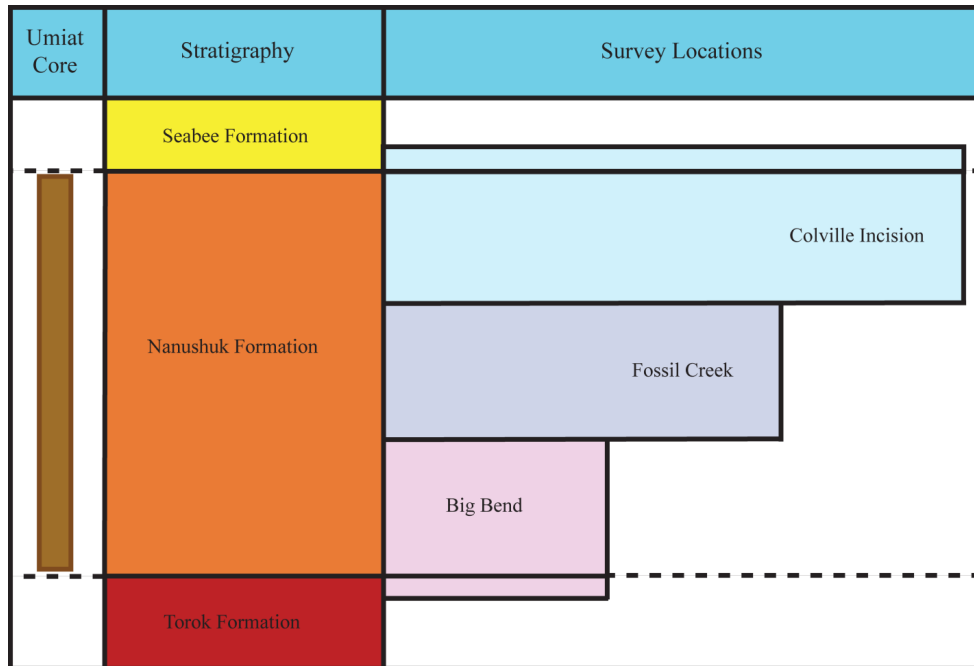 Umiat
Core
Stratigraphy
Survey Locations
Seabee Formation
Colville Incision
Nanushuk Formation
Fossil Creek
Big Bend
Torok Formation